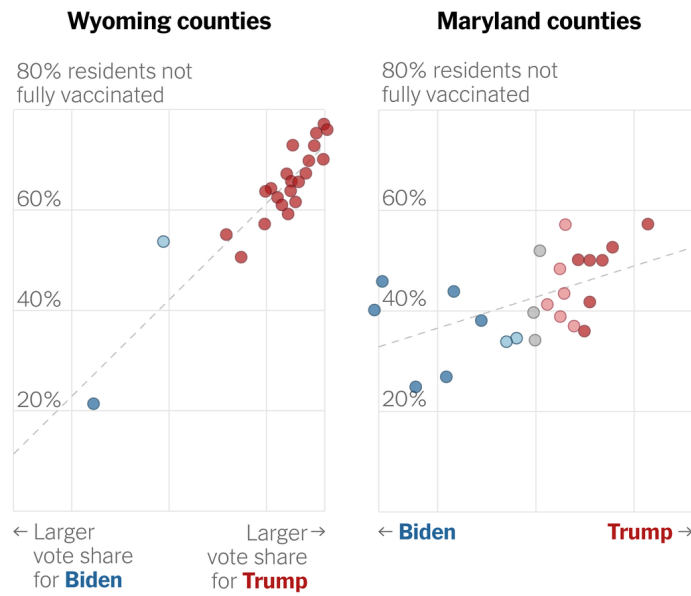 Wyoming counties
80% residents not
fully vaccinated
60%
40%
20%
← Larger
vote share
for Biden
Larger→
vote share
for Trump
Maryland counties
80% residents not
fully vaccinated
60%
40%
20%
← Biden
Trump →